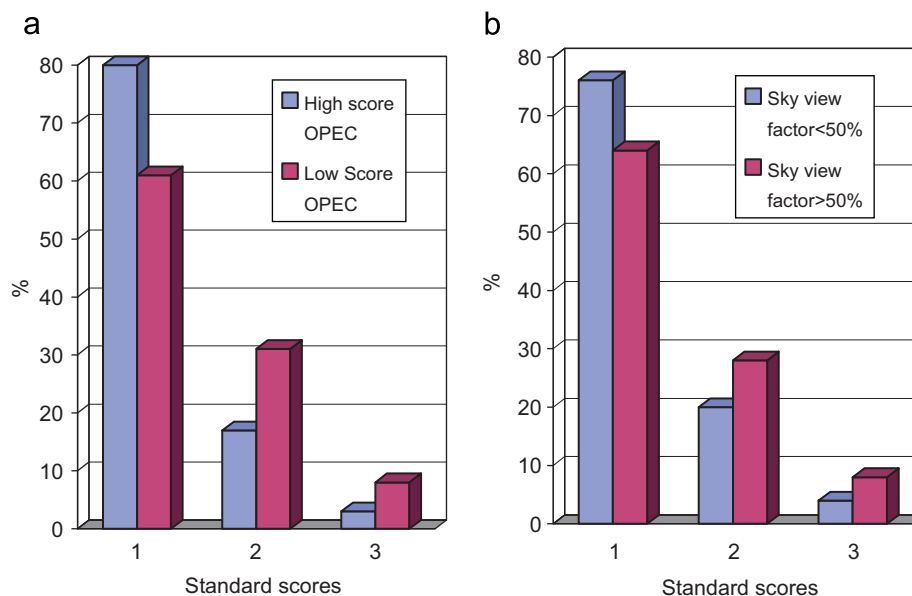 a
80
70
60
50
40
30
20
10
0
%
High score
OPEC
Low Score
OPEC
1 2 3
Standard scores
b
80
70
60
50
40
30
20
10
0
%
Sky view
factor<50%
Sky view
factor>50%
1 2 3
Standard scores